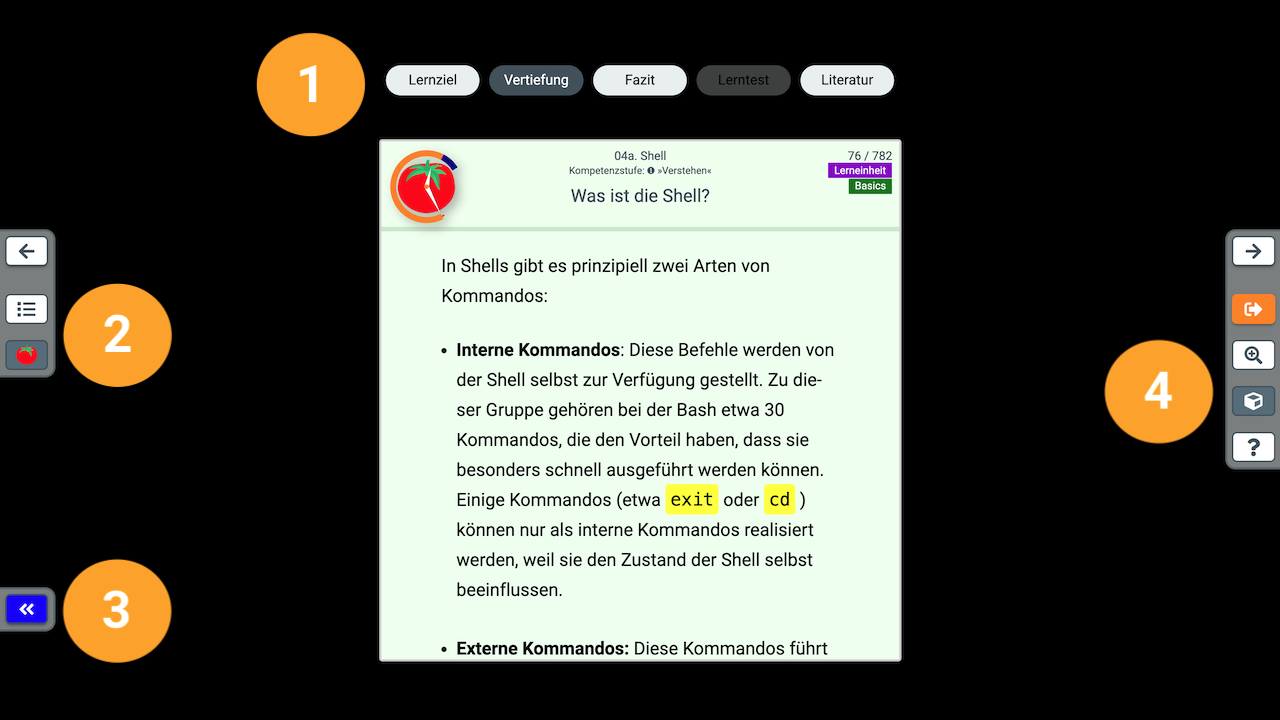 1
Lernziel
Vertiefung
Fazit
Lerntest
Literatur
04a. Shell
76 / 782
Kompetenzstufe: ❶ »Verstehen«
Lerneinheit
Basics
Was ist die Shell?
In Shells gibt es prinzipiell zwei Arten von
Kommandos:
• Interne Kommandos: Diese Befehle werden von
der Shell selbst zur Verfügung gestellt. Zu die-
ser Gruppe gehören bei der Bash etwa 30
Kommandos, die den Vorteil haben, dass sie
besonders schnell ausgeführt werden können.
Einige Kommandos (etwa exit oder cd )
können nur als interne Kommandos realisiert
werden, weil sie den Zustand der Shell selbst
beeinflussen.
• Externe Kommandos: Diese Kommandos führt
2
3
4
?